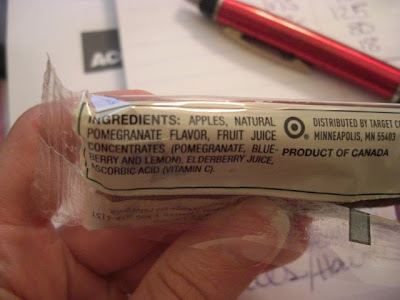 INGREDIENTS: APPLES, NATURAL
POMEGRANATE FLAVOR, FRUIT JUICE
CONCENTRATES (POMEGRANATE, BLUE-
BERRY AND LEMON), ELDERBERRY JUICE,
ASCORBIC ACID (VITAMIN C).
DISTRIBUTED BY TARGET CO
MINNEAPOLIS, MN 55403
PRODUCT OF CANADA
AC